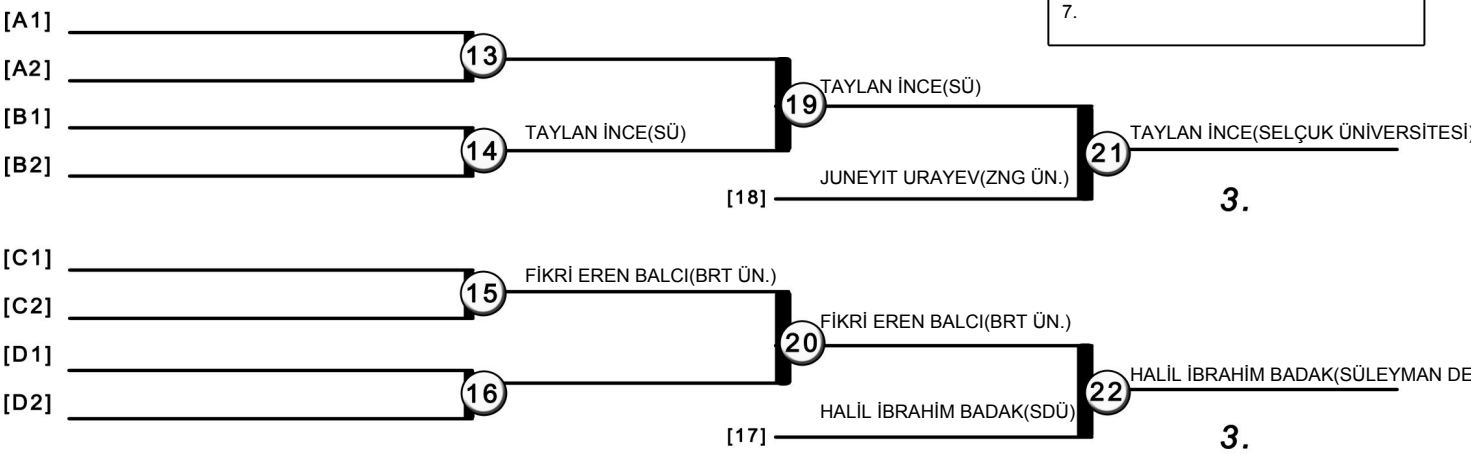 7.
[A1]
13
[A2]
TAYLAN İNCE(SÜ)
19
[B1]
TAYLAN İNCE(SÜ)
14
TAYLAN İNCE(SELÇUK ÜNİVERSİTESİ)
21
[B2]
JUNEYIT URAYEV(ZNG ÜN.)
[18]
3.
[C1]
FİKRİ EREN BALCI(BRT ÜN.)
15
[C2]
FİKRİ EREN BALCI(BRT ÜN.)
20
[D1]
HALİL İBRAHİM BADAK(SÜLEYMAN DE
16
22
[D2]
HALİL İBRAHİM BADAK(SDÜ)
[17]
3.